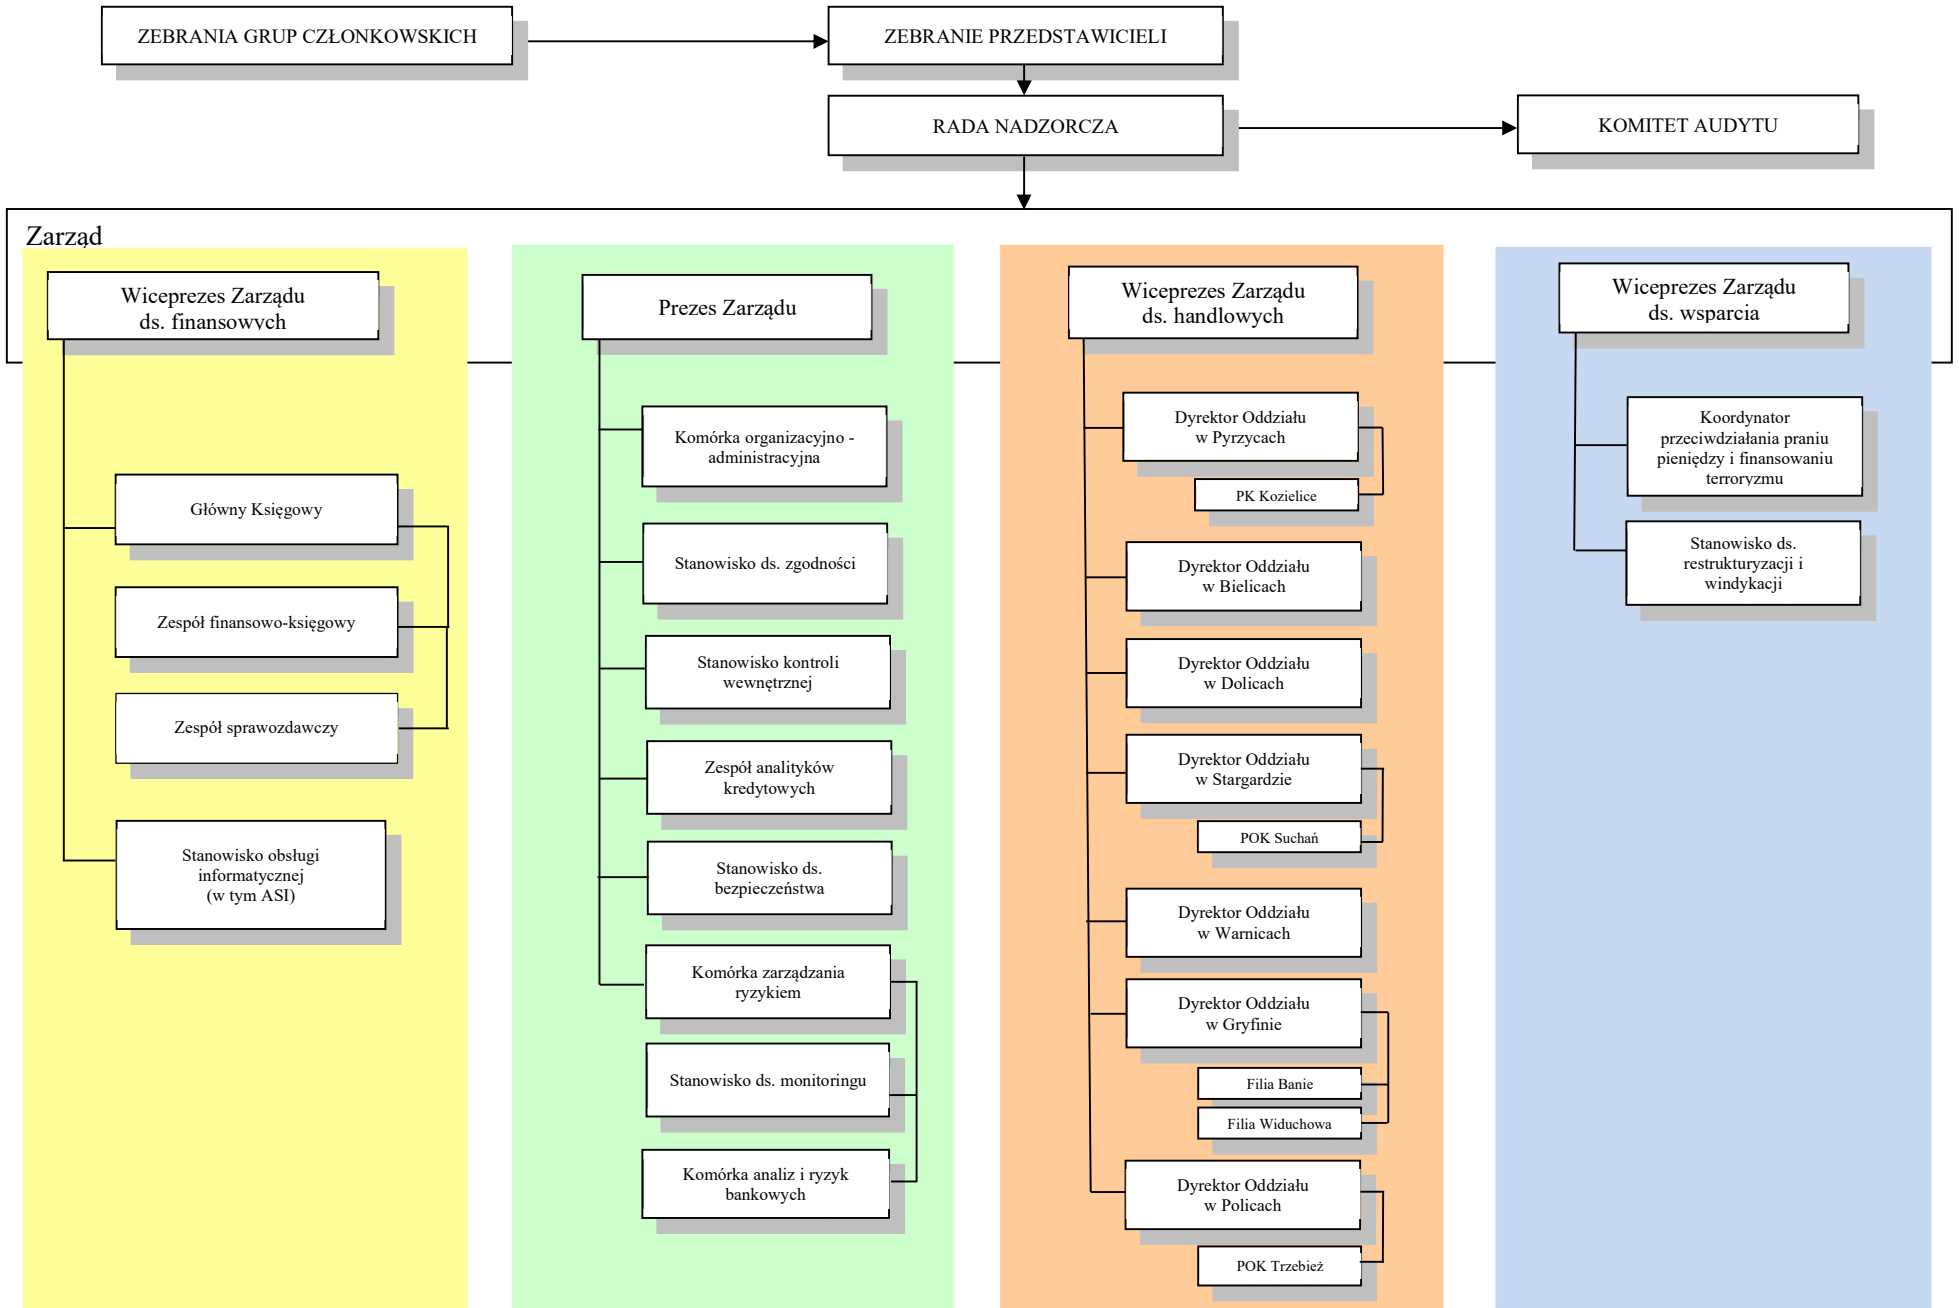 ZEBRANIA GRUP CZŁONKOWSKICH
ZEBRANIE PRZEDSTAWICIELI
RADA NADZORCZA
KOMITET AUDYTU
Zarząd
Wiceprezes Zarządu
ds. finansowych
Główny Księgowy
Zespół finansowo-księgowy
Zespół sprawozdawczy
Stanowisko obsługi
informatycznej
(w tym ASI)
Prezes Zarządu
Komórka organizacyjno -
administracyjna
Stanowisko ds. zgodności
Stanowisko kontroli
wewnętrznej
Zespół analityków
kredytowych
Stanowisko ds.
bezpieczeństwa
Komórka zarządzania
ryzykiem
Stanowisko ds. monitoringu
Komórka analiz i ryzyk
bankowych
Wiceprezes Zarządu
ds. handlowych
Dyrektor Oddziału
w Pyrzycach
PK Kozielice
Dyrektor Oddziału
w Bielicach
Dyrektor Oddziału
w Dolicach
Dyrektor Oddziału
w Stargardzie
POK Suchań
Dyrektor Oddziału
w Warnicach
Dyrektor Oddziału
w Gryfinie
Filia Banie
Filia Widuchowa
Dyrektor Oddziału
w Policach
POK Trzebież
Wiceprezes Zarządu
ds. wsparcia
Koordynator
przeciwdziałania praniu
pieniędzy i finansowaniu
terroryzmu
Stanowisko ds.
restrukturyzacji i
windykacji